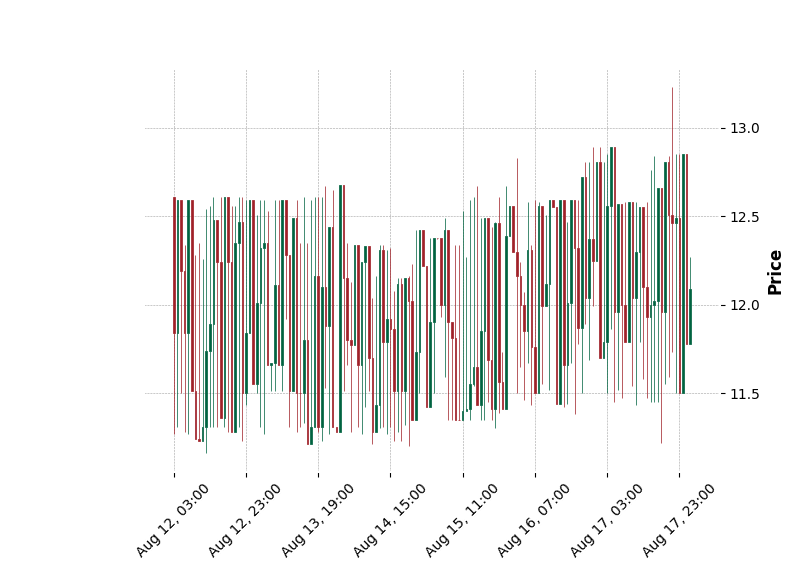 13.0
12.5
12.0
11.5
Price
Aug 12, 03:00
Aug 12, 23:00
Aug 13, 19:00
Aug 14, 15:00
Aug 15, 11:00
Aug 16, 07:00
Aug 17, 03:00
Aug 17, 23:00